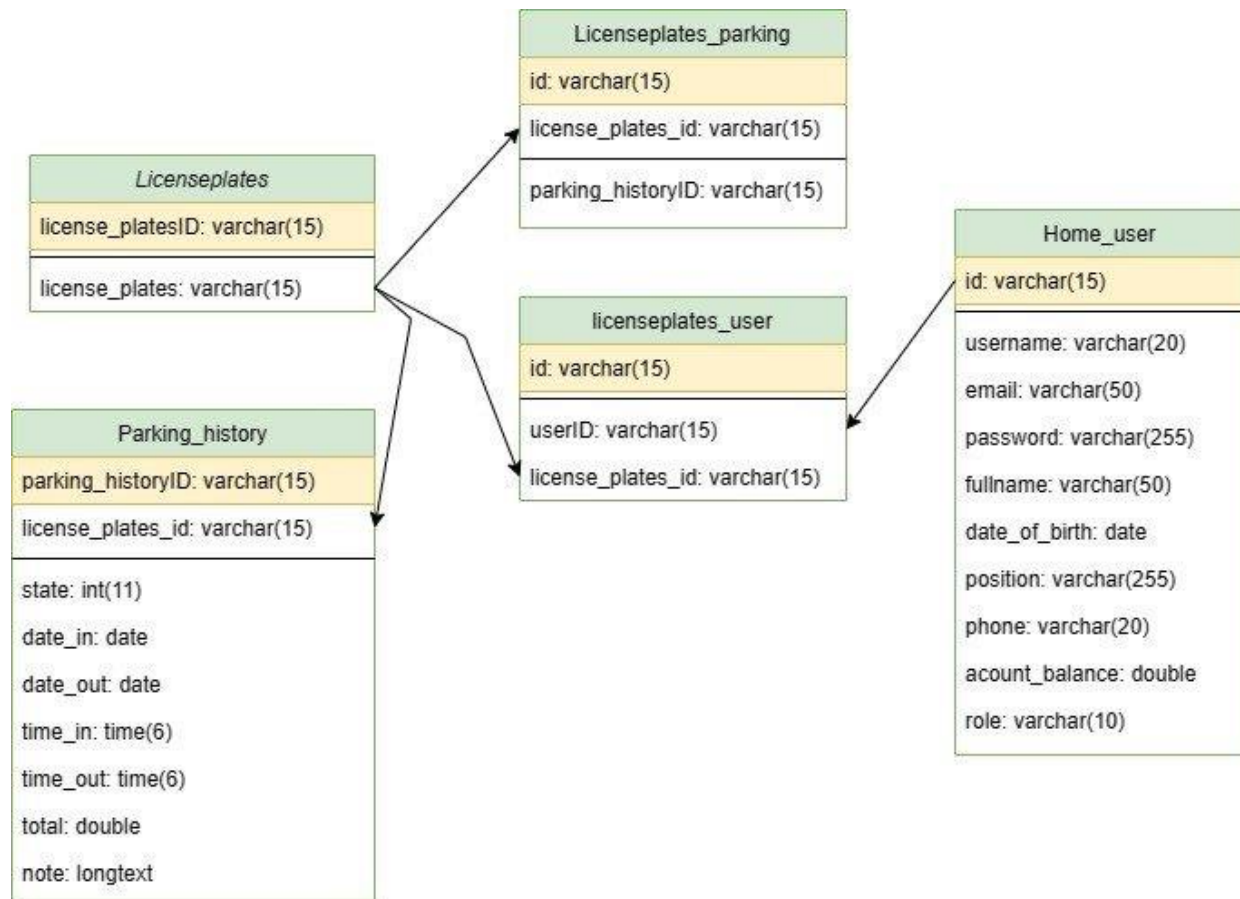 Licenseplates_parking
id: varchar(15)
license_plates_id: varchar(15)
parking_historyID: varchar(15)
Licenseplates
license_platesID: varchar(15)
license_plates: varchar(15)
Home_user
id: varchar(15)
username: varchar(20)
email: varchar(50)
password: varchar(255)
fullname: varchar(50)
date_of_birth: date
position: varchar(255)
phone: varchar(20)
acount_balance: double
role: varchar(10)
licenseplates_user
id: varchar(15)
userID: varchar(15)
license_plates_id: varchar(15)
Parking_history
parking_historyID: varchar(15)
license_plates_id: varchar(15)
state: int(11)
date_in: date
date_out: date
time_in: time(6)
time_out: time(6)
total: double
note: longtext